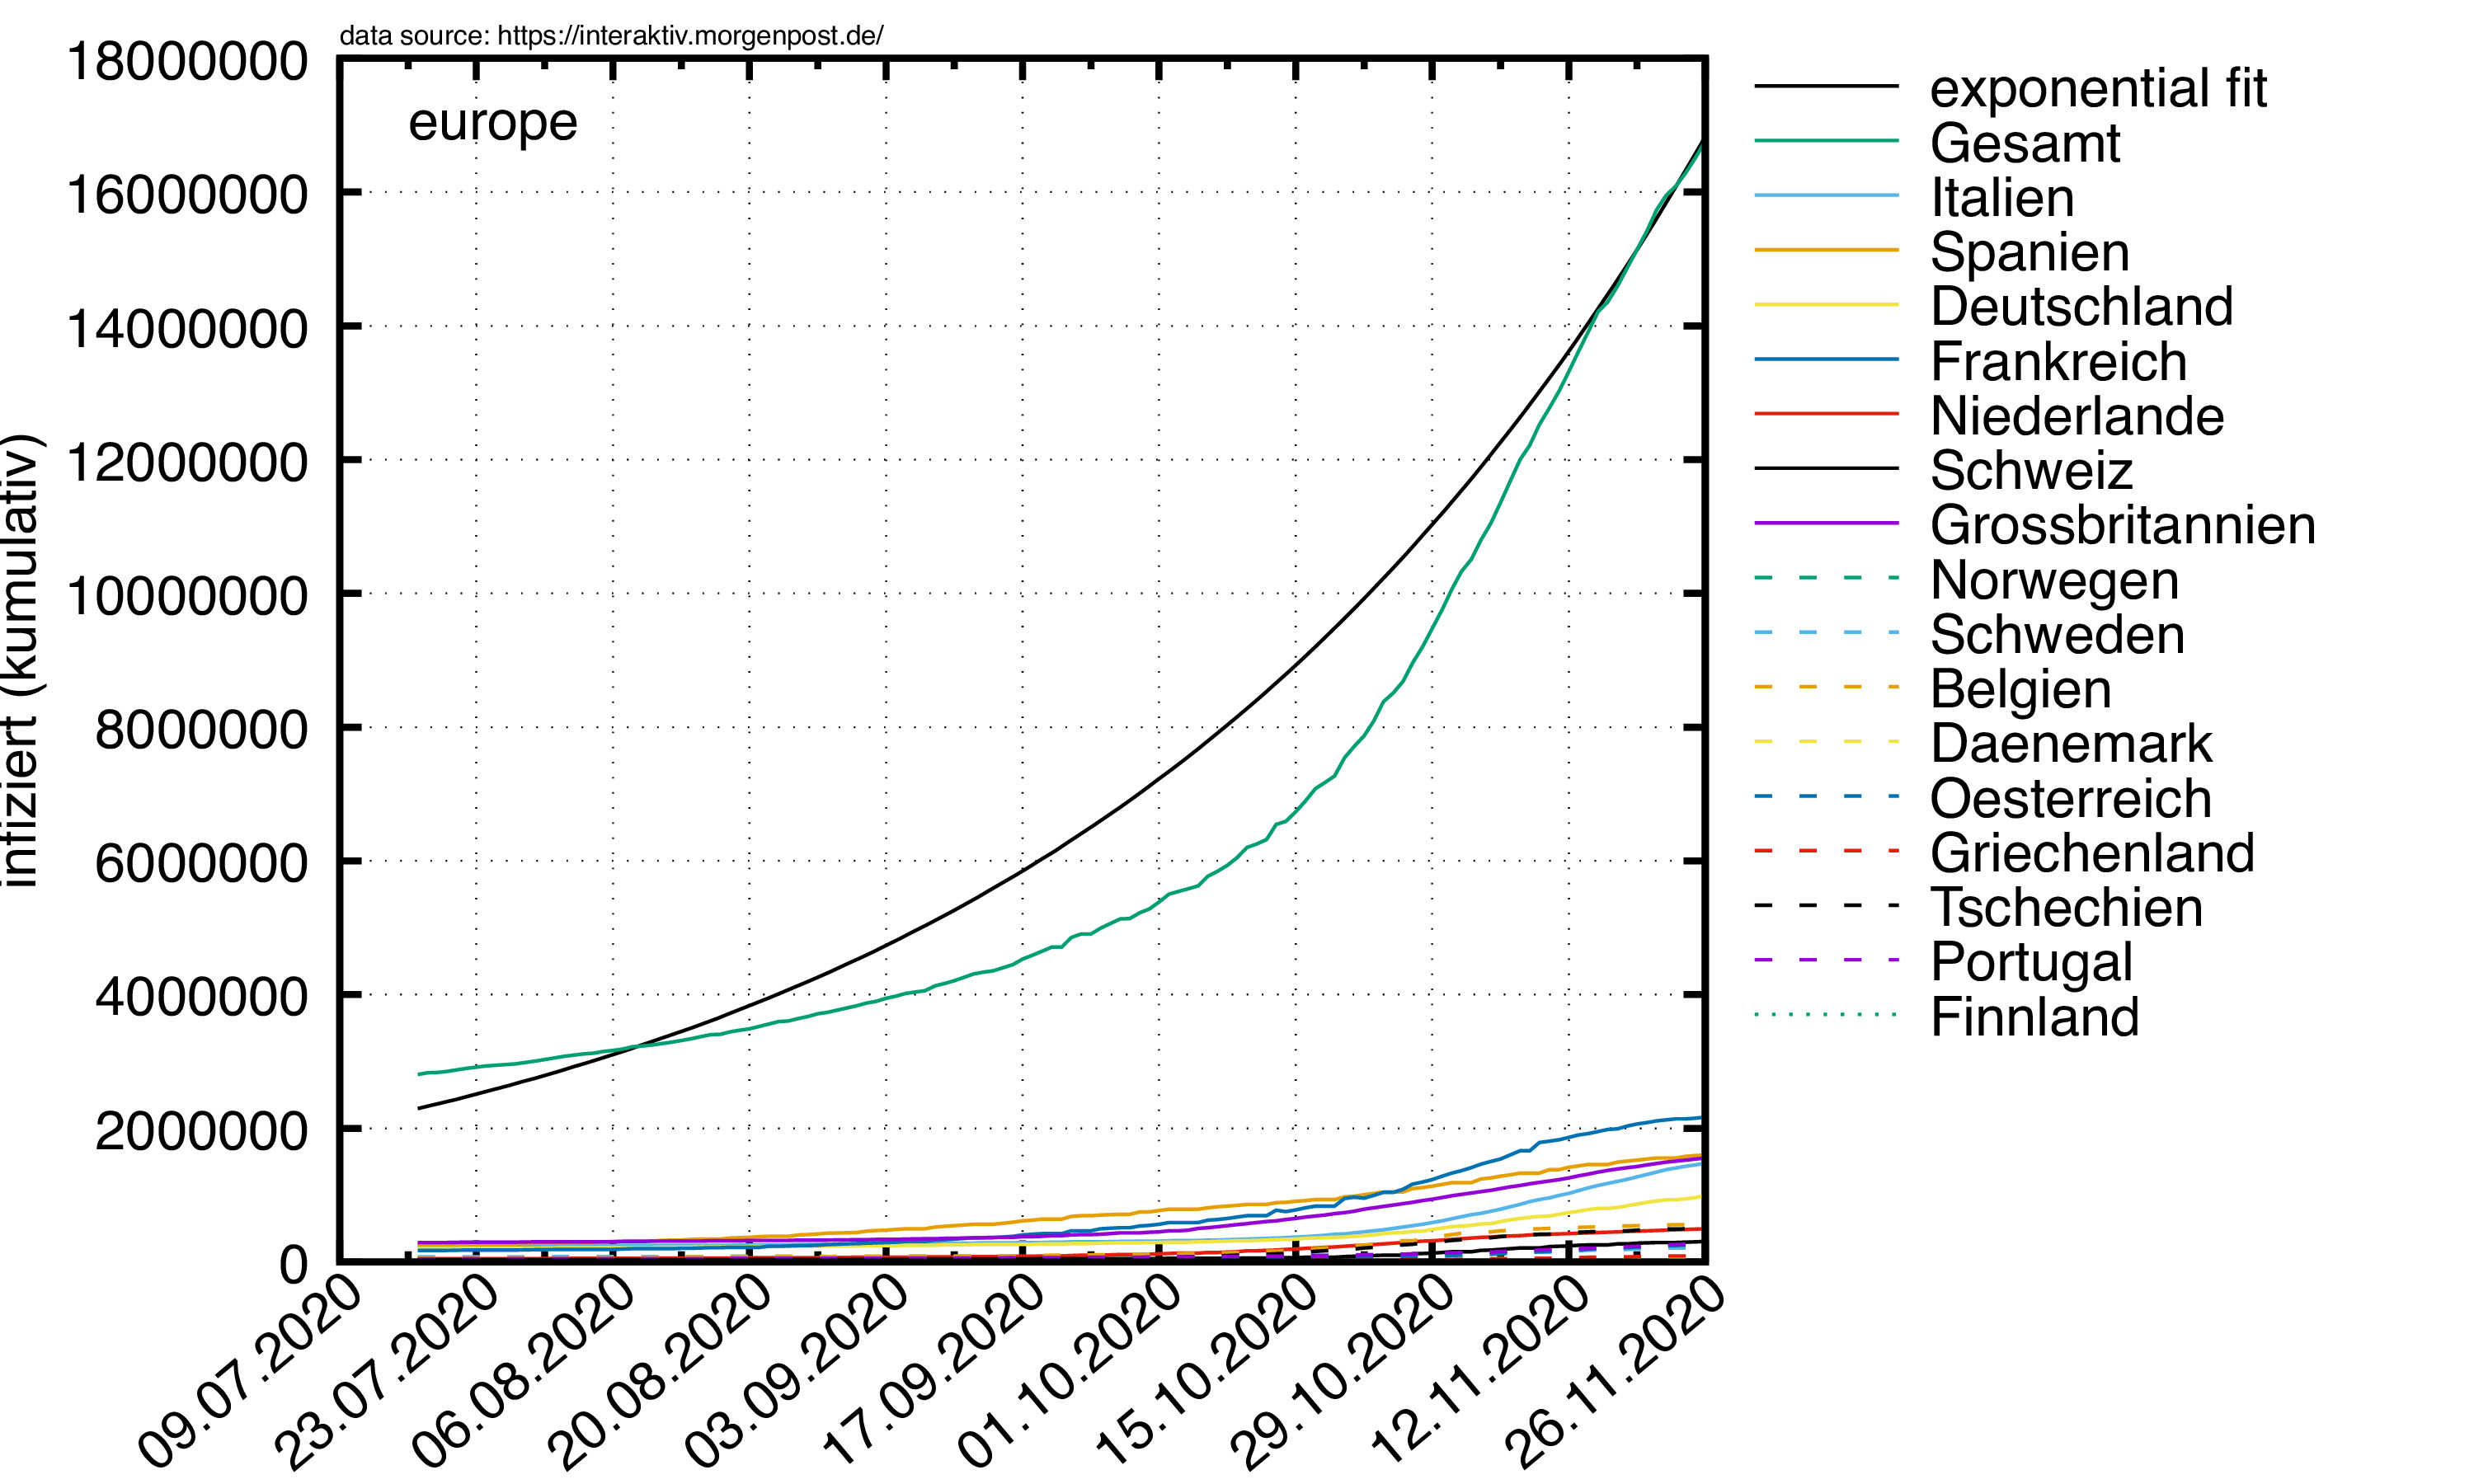 data source: https://interaktiv.morgenpost.de/
europe
infiziert (kumulativ)
18000000
16000000
14000000
12000000
10000000
8000000
6000000
4000000
2000000
0
09.07.2020
23.07.2020
06.08.2020
20.08.2020
03.09.2020
17.09.2020
01.10.2020
15.10.2020
29.10.2020
12.11.2020
26.11.2020
exponential fit
Gesamt
Italien
Spanien
Deutschland
Frankreich
Niederlande
Schweiz
Grossbritannien
Norwegen
Schweden
Belgien
Daenemark
Oesterreich
Griechenland
Tschechien
Portugal
Finnland